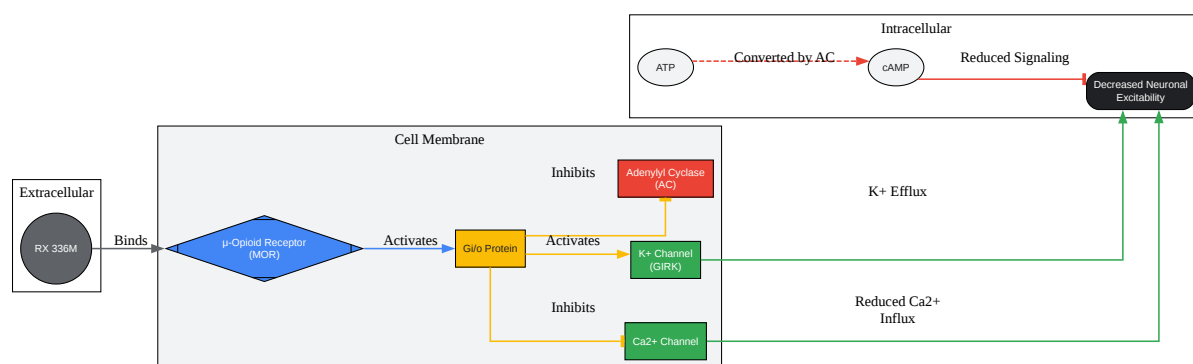 Intracellular
ATP
Converted by AC
cAMP
Reduced Signaling
Decreased Neuronal
Excitability
Cell Membrane
Extracellular
RX 336M
Binds
μ-Opioid Receptor
(MOR)
Activates
Gi/o Protein
Inhibits
Adenylyl Cyclase
(AC)
Activates
K+ Channel
(GIRK)
Inhibits
Ca2+ Channel
K+ Efflux
Reduced Ca2+
Influx